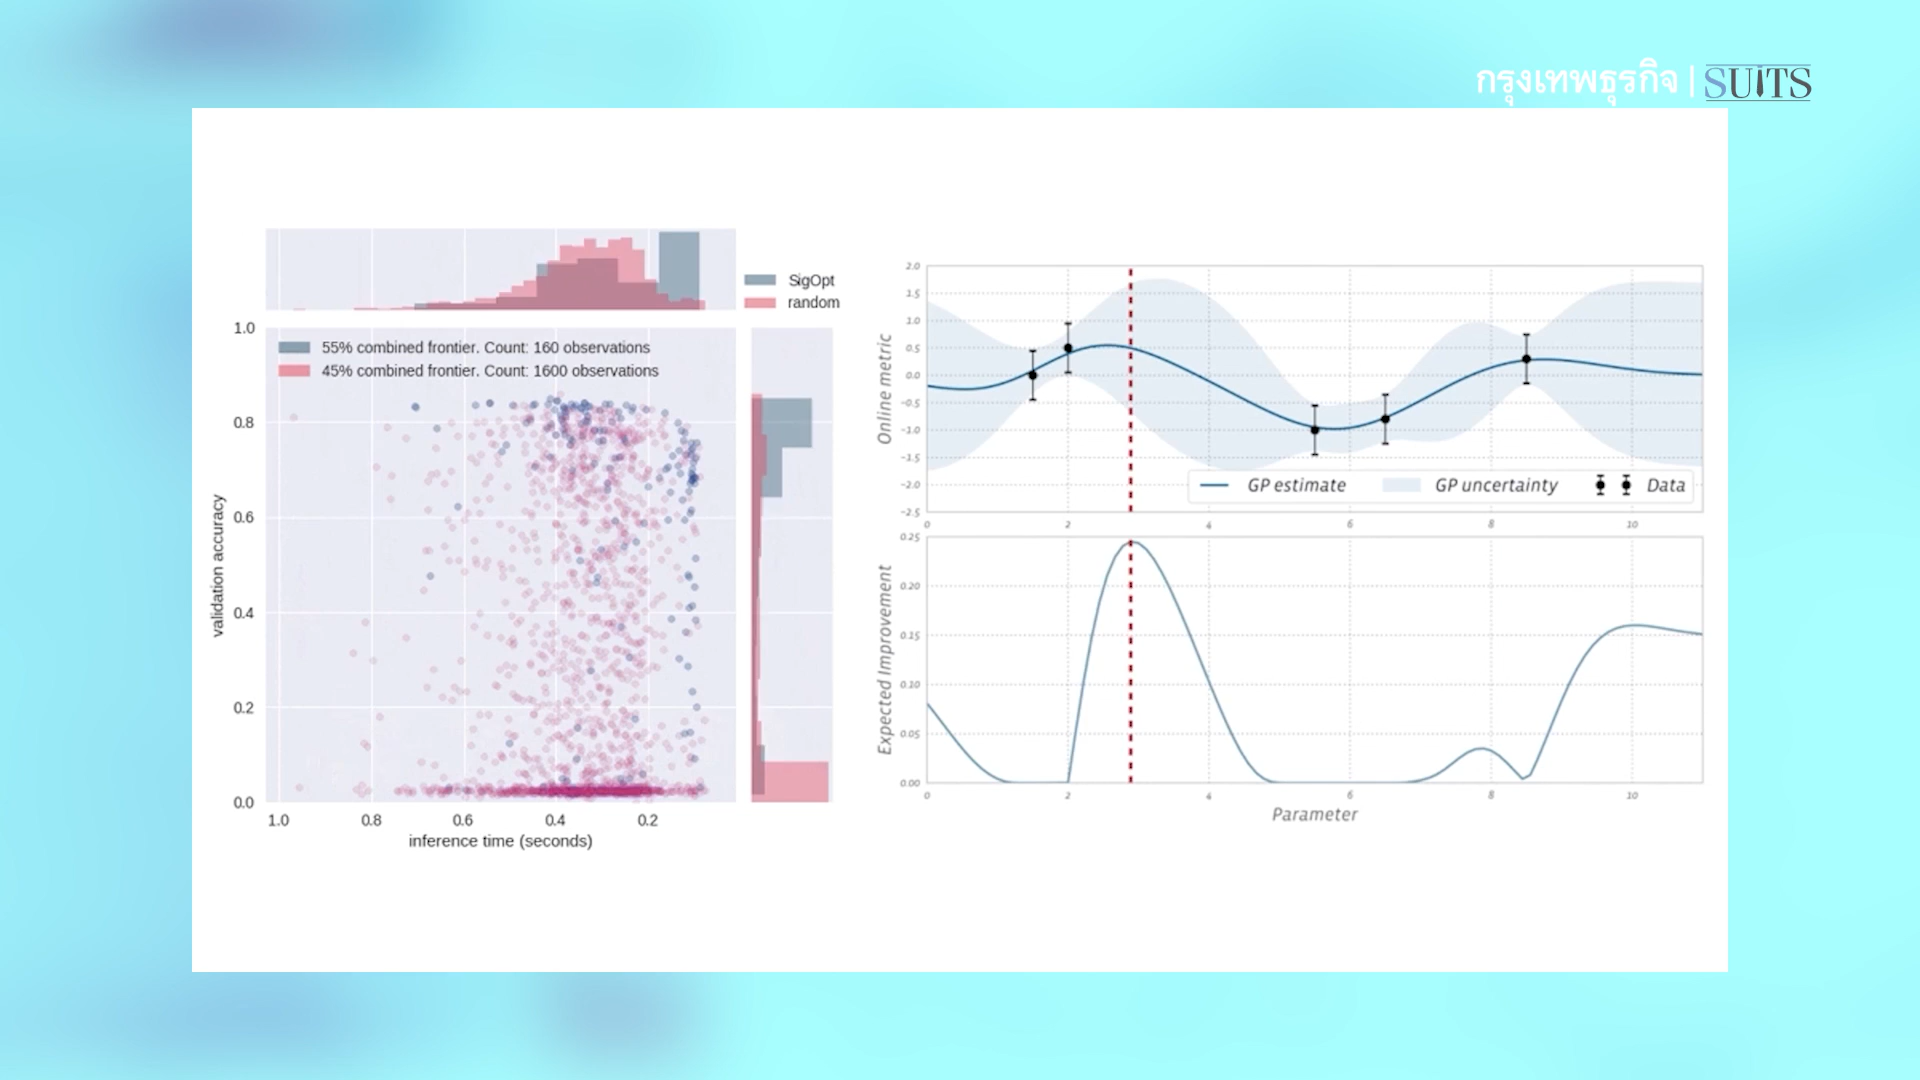 กรุงเทพธุรกิจ | SUITS
SigOpt
random
1.0
0.8
0.6
0.4
0.2
0.0
validation accuracy
55% combined frontier. Count: 160 observations
45% combined frontier. Count: 1600 observations
1.0 0.8 0.6 0.4 0.2
inference time (seconds)
2.0
1.5
1.0
0.5
0.0
-0.5
-1.0
-1.5
-2.0
-2.5
Online metric
GP estimate GP uncertainty Data
0 2 4 6 8 10
0.25
0.20
0.15
0.10
0.05
0.00
Expected Improvement
0 2 4 6 8 10
Parameter